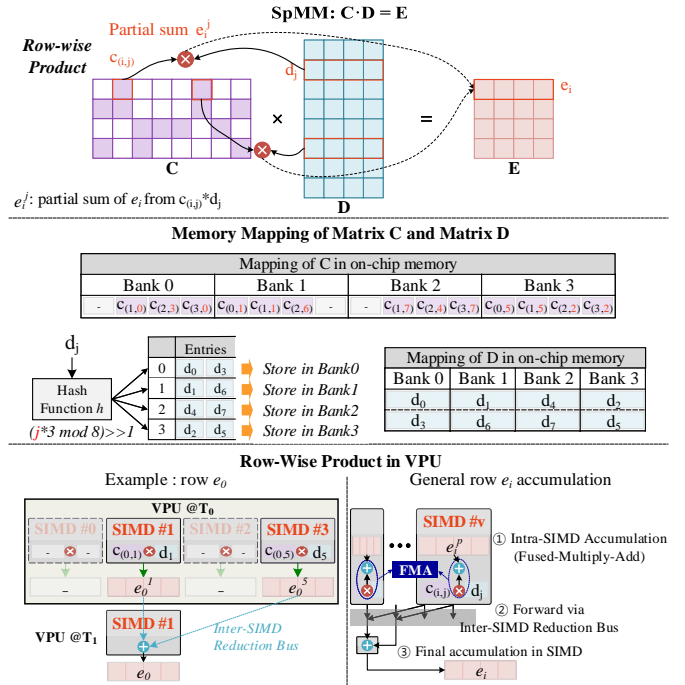 SpMM: C·D = E
Row-wise
Product
Partial sum e_i^j
c_(i,j)
d_j
e_i
×
=
C
D
E
e_i^j: partial sum of e_i from c_(i,j)*d_j
Memory Mapping of Matrix C and Matrix D
Mapping of C in on-chip memory
Bank 0 Bank 1 Bank 2 Bank 3
- c_(1,0) c_(2,3) c_(3,0) c_(0,1) c_(1,1) c_(2,6) - - c_(1,7) c_(2,4) c_(3,7) c_(0,5) c_(1,5) c_(2,2) c_(3,2)
d_j
Hash
Function h
(j*3 mod 8)>>1
Entries
0 d_0 d_3 Store in Bank0
1 d_1 d_6 Store in Bank1
2 d_4 d_7 Store in Bank2
3 d_2 d_5 Store in Bank3
Mapping of D in on-chip memory
Bank 0 Bank 1 Bank 2 Bank 3
d_0 d_1 d_4 d_2
d_3 d_6 d_7 d_5
Row-Wise Product in VPU
Example : row e_0
VPU @T_0
SIMD #0 SIMD #1 SIMD #2 SIMD #3
- × - c_(0,1) × d_1 - × - c_(0,5) × d_5
- e_0^1 - e_0^5
VPU @T_1
SIMD #1
Inter-SIMD
Reduction Bus
e_0
General row e_i accumulation
SIMD #v
e_i^p
FMA
c_(i,j) d_j
① Intra-SIMD Accumulation
(Fused-Multiply-Add)
② Forward via
Inter-SIMD Reduction Bus
③ Final accumulation in SIMD
e_i